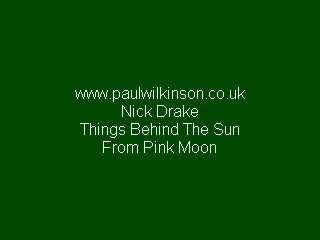 www.paulwilkinson.co.uk
Nick Drake
Things Behind The Sun
From Pink Moon